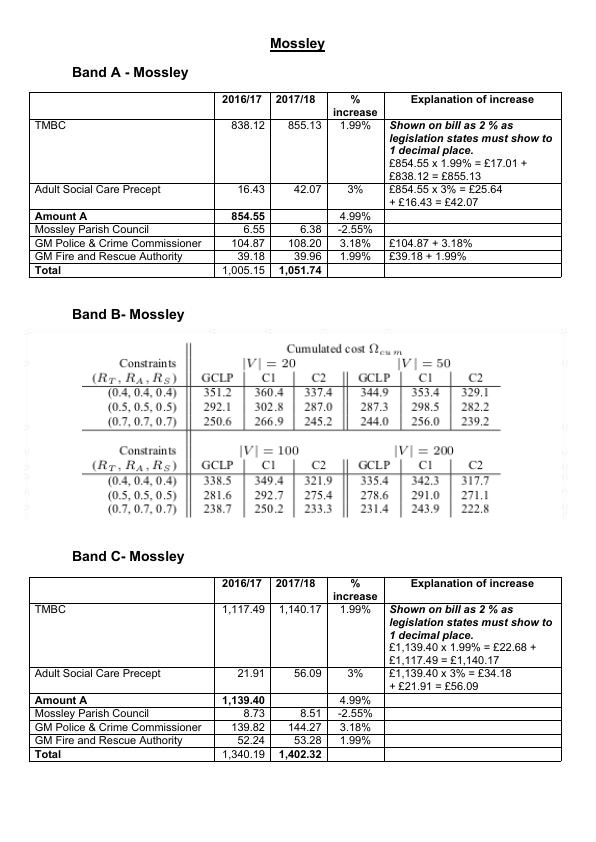 Mossley
Band A - Mossley
2016/17 2017/18 % increase Explanation of increase
TMBC 838.12 855.13 1.99% Shown on bill as 2 % as
legislation states must show to
1 decimal place.
£854.55 x 1.99% = £17.01 +
£838.12 = £855.13
Adult Social Care Precept 16.43 42.07 3% £854.55 x 3% = £25.64
+ £16.43 = £42.07
Amount A 854.55 4.99%
Mossley Parish Council 6.55 6.38 -2.55%
GM Police & Crime Commissioner 104.87 108.20 3.18% £104.87 + 3.18%
GM Fire and Rescue Authority 39.18 39.96 1.99% £39.18 + 1.99%
Total 1,005.15 1,051.74
Band B- Mossley
Cumulated cost Ω_cum
Constraints |V| = 20 |V| = 50
(R_T, R_A, R_S) GCLP C1 C2 GCLP C1 C2
(0.4, 0.4, 0.4) 351.2 360.4 337.4 344.9 353.4 329.1
(0.5, 0.5, 0.5) 292.1 302.8 287.0 287.3 298.5 282.2
(0.7, 0.7, 0.7) 250.6 266.9 245.2 244.0 256.0 239.2
Constraints |V| = 100 |V| = 200
(R_T, R_A, R_S) GCLP C1 C2 GCLP C1 C2
(0.4, 0.4, 0.4) 338.5 349.4 321.9 335.4 342.3 317.7
(0.5, 0.5, 0.5) 281.6 292.7 275.4 278.6 291.0 271.1
(0.7, 0.7, 0.7) 238.7 250.2 233.3 231.4 243.9 222.8
Band C- Mossley
2016/17 2017/18 % increase Explanation of increase
TMBC 1,117.49 1,140.17 1.99% Shown on bill as 2 % as
legislation states must show to
1 decimal place.
£1,139.40 x 1.99% = £22.68 +
£1,117.49 = £1,140.17
Adult Social Care Precept 21.91 56.09 3% £1,139.40 x 3% = £34.18
+ £21.91 = £56.09
Amount A 1,139.40 4.99%
Mossley Parish Council 8.73 8.51 -2.55%
GM Police & Crime Commissioner 139.82 144.27 3.18%
GM Fire and Rescue Authority 52.24 53.28 1.99%
Total 1,340.19 1,402.32